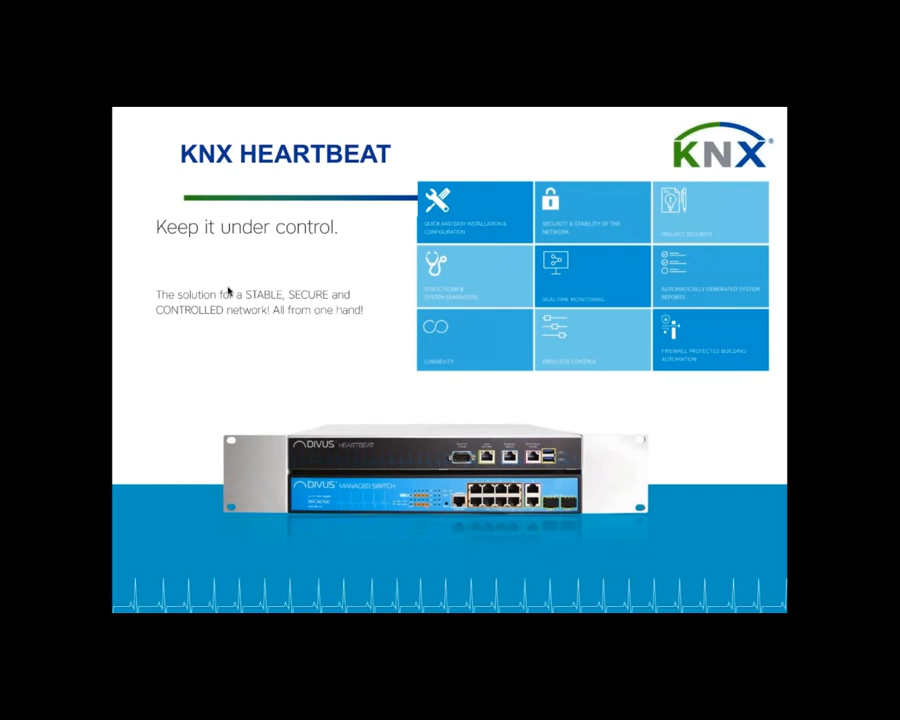 KNX HEARTBEAT
KNX®
Keep it under control.
The solution for a STABLE, SECURE and
CONTROLLED network! All from one hand!
QUICK AND EASY INSTALLATION &
CONFIGURATION
SECURITY & STABILITY OF THE
NETWORK
PROJECT SECURITY
SYSTEM DIAGNOSTIC
REAL-TIME MONITORING
AUTOMATICALLY GENERATED SYSTEM
REPORTS
LONGEVITY
ABSOLUTE CONTROL
FIREWALL PROTECTED BUILDING
AUTOMATION
DIVUS HEARTBEAT
DIVUS MANAGED SWITCH